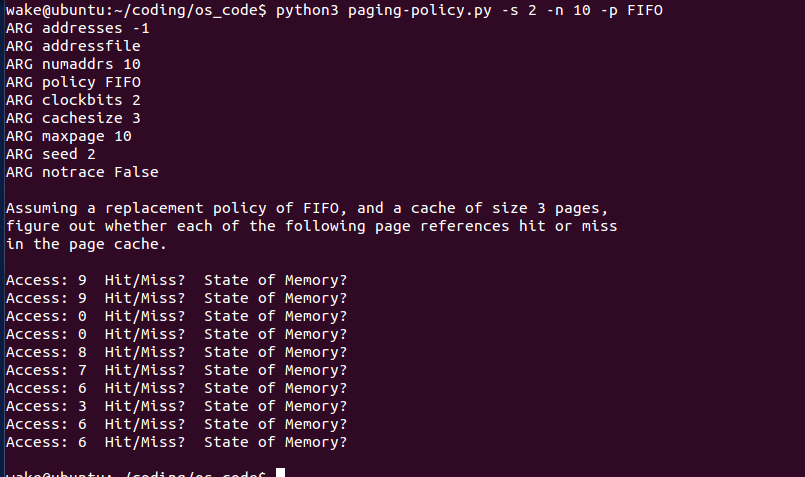 wake@ubuntu:~/coding/os_code$ python3 paging-policy.py -s 2 -n 10 -p FIFO
ARG addresses -1
ARG addressfile
ARG numaddrs 10
ARG policy FIFO
ARG clockbits 2
ARG cachesize 3
ARG maxpage 10
ARG seed 2
ARG notrace False
Assuming a replacement policy of FIFO, and a cache of size 3 pages,
figure out whether each of the following page references hit or miss
in the page cache.
Access: 9  Hit/Miss?  State of Memory?
Access: 9  Hit/Miss?  State of Memory?
Access: 0  Hit/Miss?  State of Memory?
Access: 0  Hit/Miss?  State of Memory?
Access: 8  Hit/Miss?  State of Memory?
Access: 7  Hit/Miss?  State of Memory?
Access: 6  Hit/Miss?  State of Memory?
Access: 3  Hit/Miss?  State of Memory?
Access: 6  Hit/Miss?  State of Memory?
Access: 6  Hit/Miss?  State of Memory?
wake@ubuntu:~/coding/os_code$